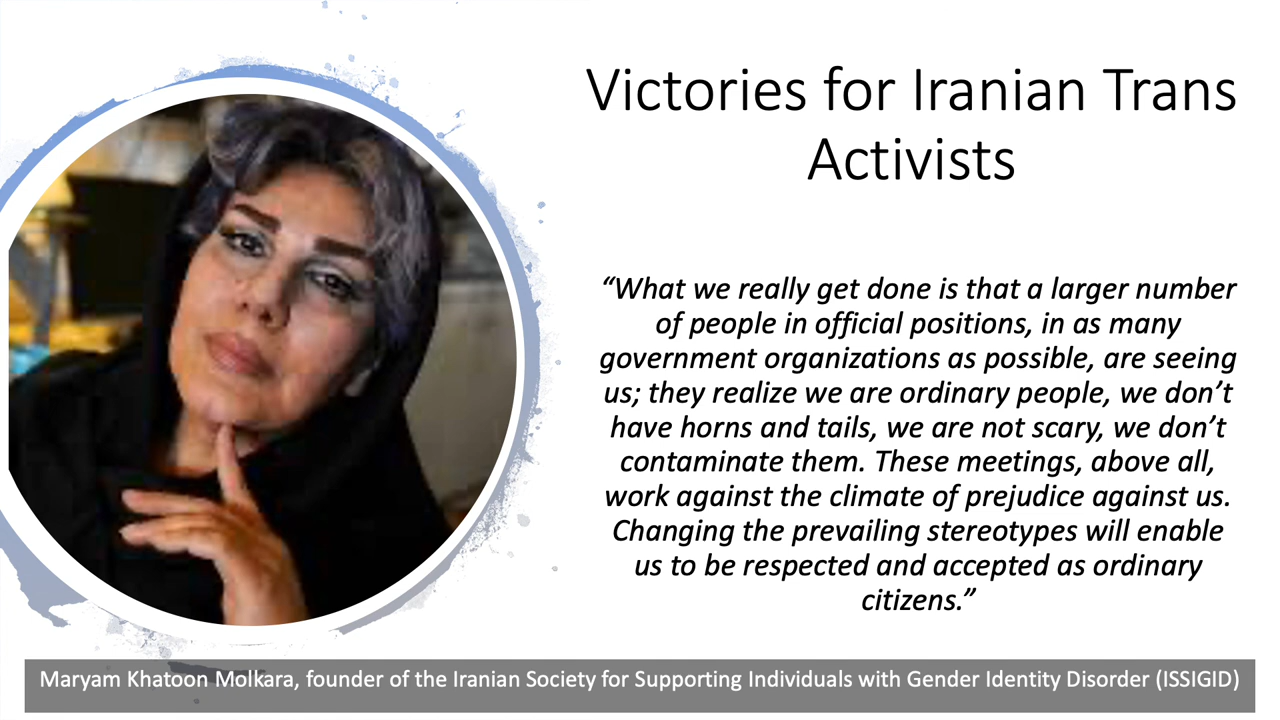 Victories for Iranian Trans
Activists
“What we really get done is that a larger number
of people in official positions, in as many
government organizations as possible, are seeing
us; they realize we are ordinary people, we don’t
have horns and tails, we are not scary, we don’t
contaminate them. These meetings, above all,
work against the climate of prejudice against us.
Changing the prevailing stereotypes will enable
us to be respected and accepted as ordinary
citizens.”
Maryam Khatoon Molkara, founder of the Iranian Society for Supporting Individuals with Gender Identity Disorder (ISSIGID)